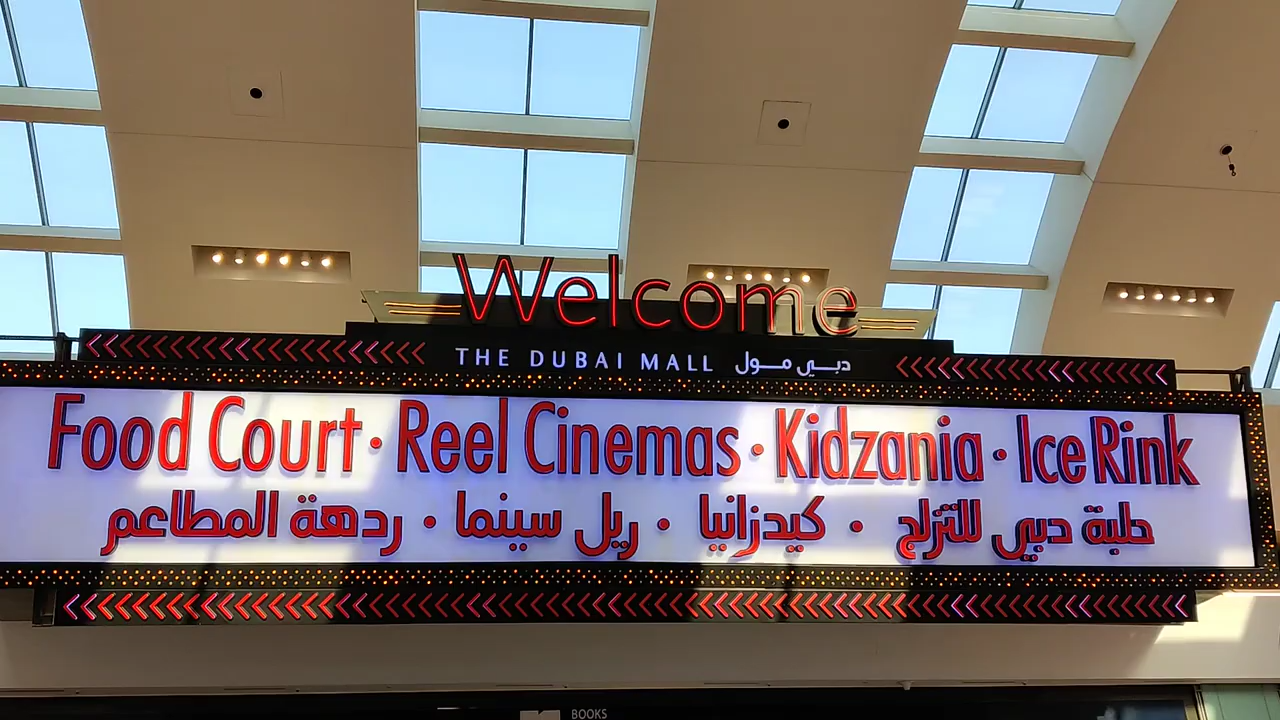 Welcome
THE DUBAI MALL دبي مول
Food Court · Reel Cinemas · Kidzania · Ice Rink
حلبة دبي للتزلج · كيدزانيا · ريل سينما · ردهة المطاعم
BOOKS